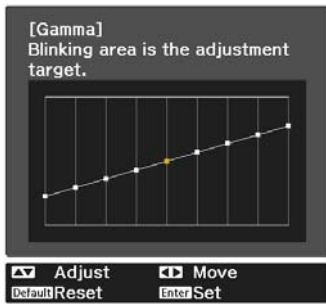 [Gamma]
Blinking area is the adjustment
target.
Adjust Move
Default Reset Enter Set